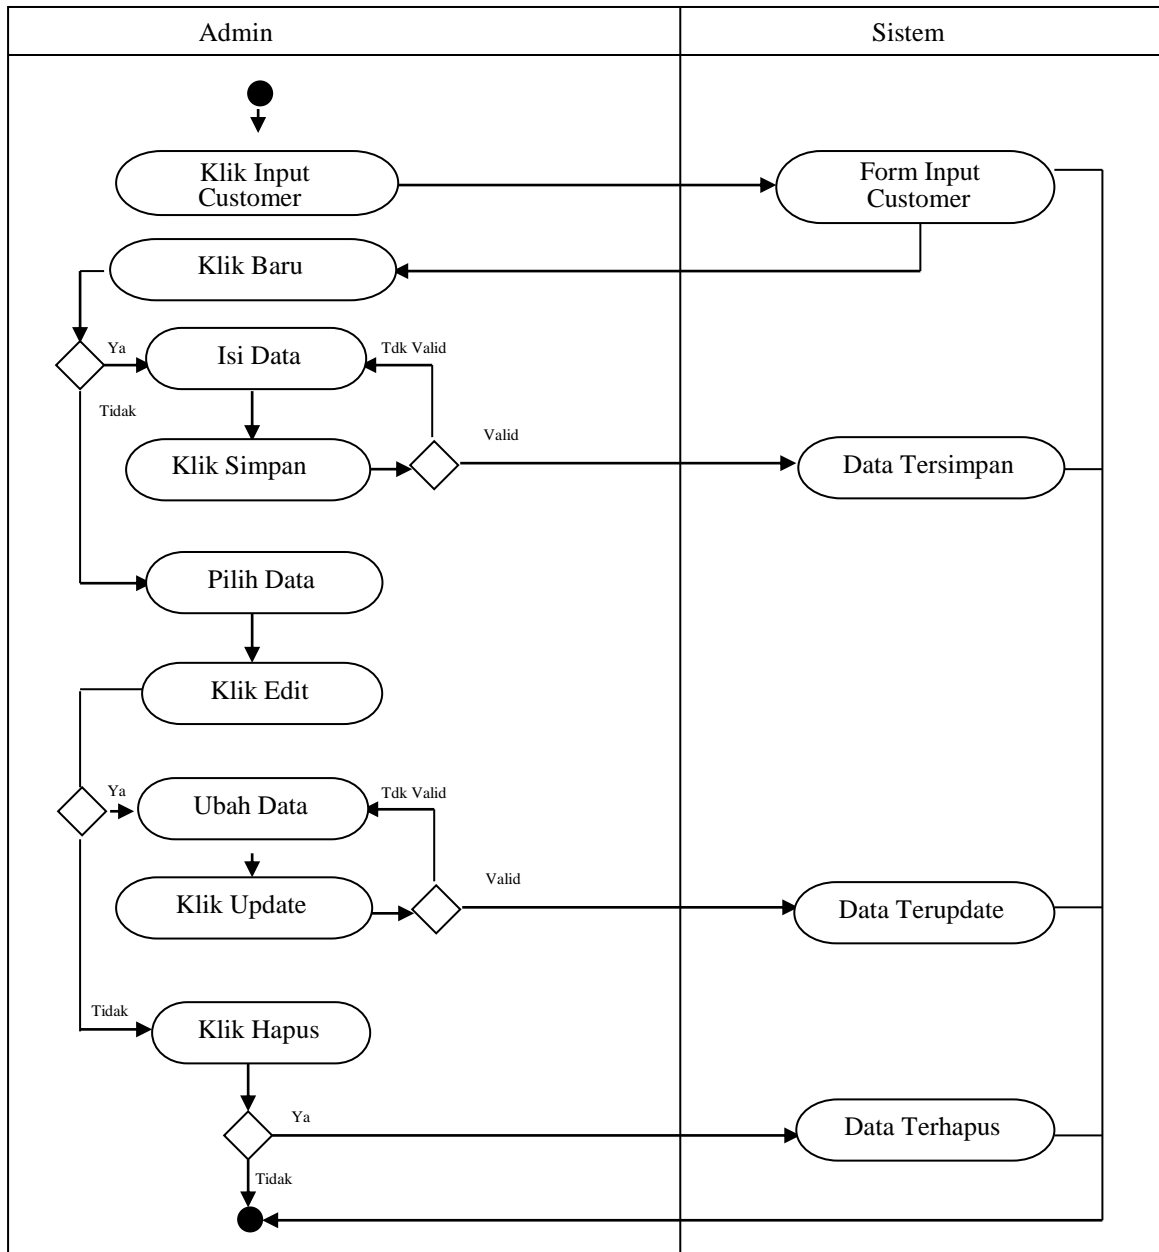 Admin
Sistem
Klik Input
Customer
Form Input
Customer
Klik Baru
Ya
Isi Data
Tdk Valid
Tidak
Klik Simpan
Valid
Data Tersimpan
Pilih Data
Klik Edit
Ya
Ubah Data
Tdk Valid
Klik Update
Valid
Data Terupdate
Tidak
Klik Hapus
Ya
Data Terhapus
Tidak